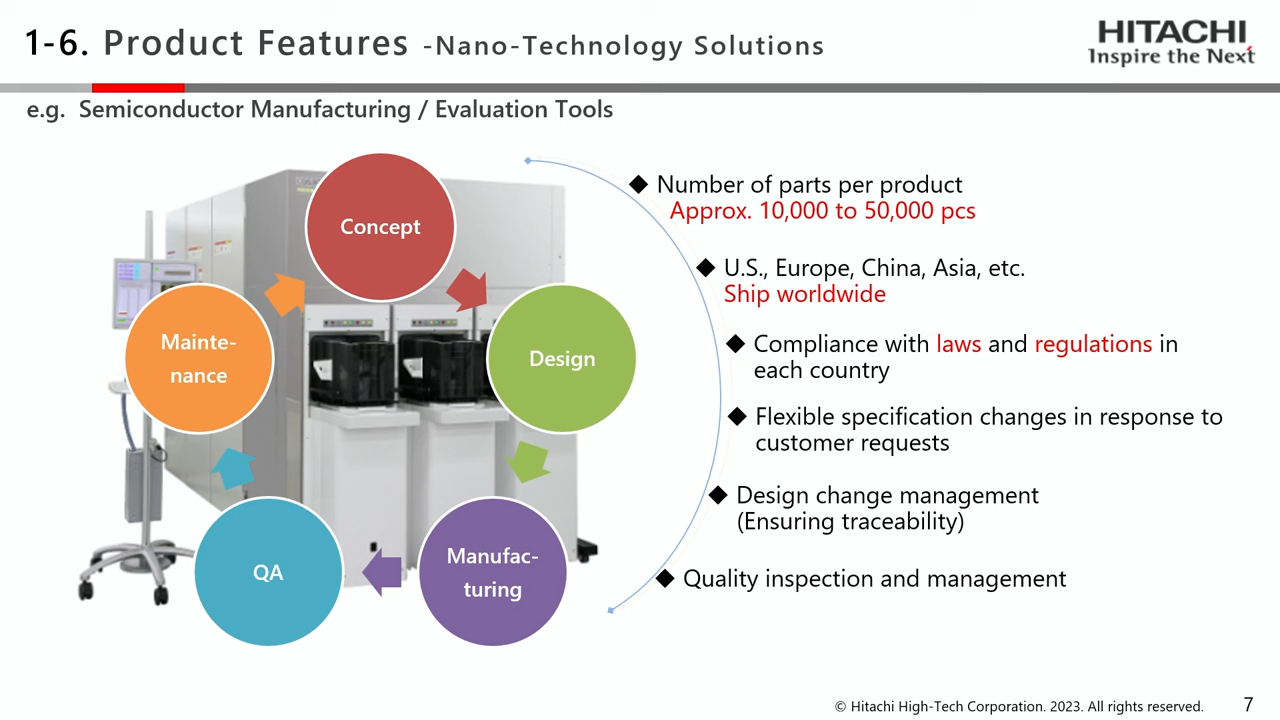 1-6. Product Features -Nano-Technology Solutions
HITACHI
Inspire the Next
e.g. Semiconductor Manufacturing / Evaluation Tools
Concept
Design
Manufac-
turing
QA
Mainte-
nance
◆ Number of parts per product
Approx. 10,000 to 50,000 pcs
◆ U.S., Europe, China, Asia, etc.
Ship worldwide
◆ Compliance with laws and regulations in
each country
◆ Flexible specification changes in response to
customer requests
◆ Design change management
(Ensuring traceability)
◆ Quality inspection and management
© Hitachi High-Tech Corporation. 2023. All rights reserved.
7